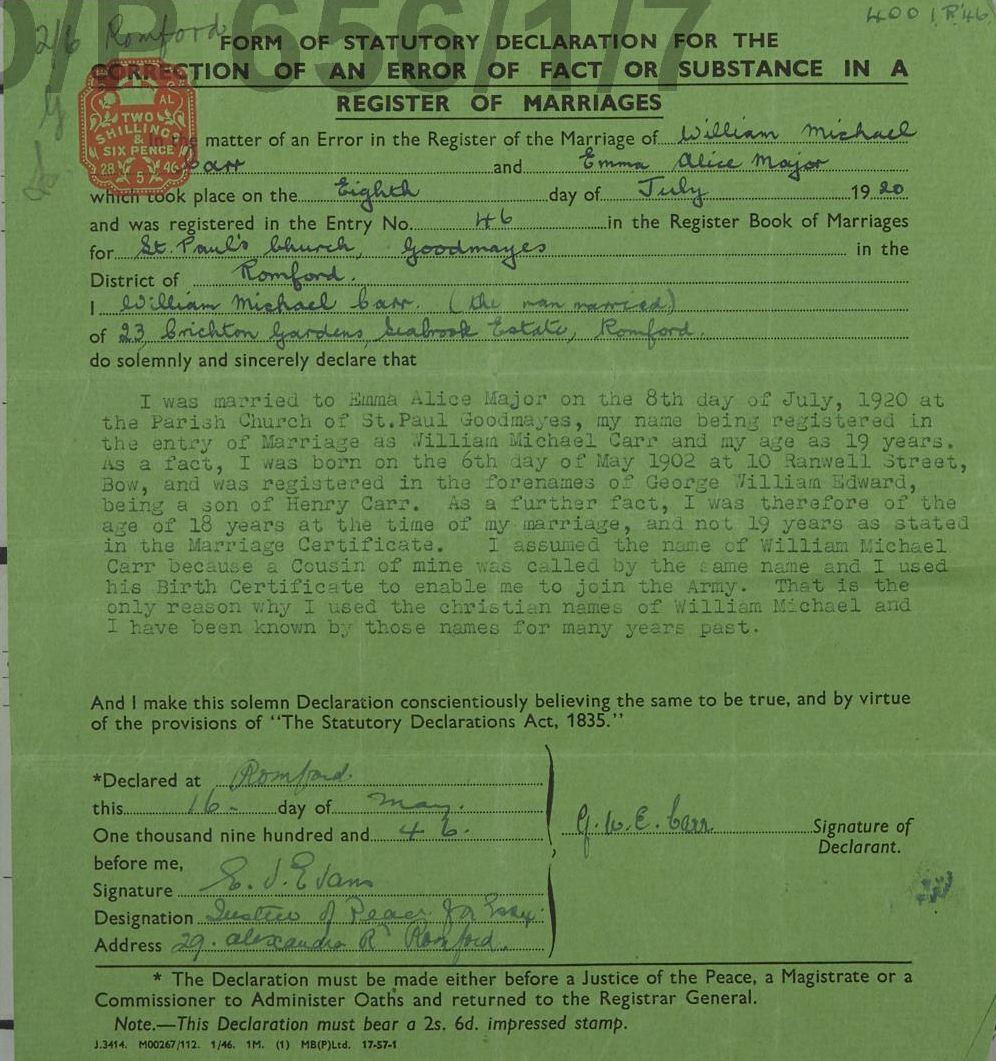 D/P 656/1/7
2/6 Romford
4001 R46
FORM OF STATUTORY DECLARATION FOR THE
CORRECTION OF AN ERROR OF FACT OR SUBSTANCE IN A
REGISTER OF MARRIAGES
TWO
SHILLING
&
SIX PENCE
28 46
5
the matter of an Error in the Register of the Marriage of William Michael
Carr and Emma Alice Major
which took place on the Eighth day of July 1920
and was registered in the Entry No. 46 in the Register Book of Marriages
for St. Paul's Church, Goodmayes in the
District of Romford.
I William Michael Carr. (the man married)
of 23, Crichton Gardens, Seabrook Estate, Romford.
do solemnly and sincerely declare that
I was married to Emma Alice Major on the 8th day of July, 1920 at
the Parish Church of St.Paul Goodmayes, my name being registered in
the entry of Marriage as William Michael Carr and my age as 19 years.
As a fact, I was born on the 6th day of May 1902 at 10 Ranwell Street,
Bow, and was registered in the forenames of George William Edward,
being a son of Henry Carr. As a further fact, I was therefore of the
age of 18 years at the time of my marriage, and not 19 years as stated
in the Marriage Certificate. I assumed the name of William Michael
Carr because a Cousin of mine was called by the same name and I used
his Birth Certificate to enable me to join the Army. That is the
only reason why I used the christian names of William Michael and
I have been known by those names for many years past.
And I make this solemn Declaration conscientiously believing the same to be true, and by virtue
of the provisions of "The Statutory Declarations Act, 1835."
*Declared at Romford.
this 16- day of May.
One thousand nine hundred and 46.
before me,
Signature E. J. Evans
Designation Justice of Peace for Essex.
Address 29. Alexandra Rd Romford.
G. W. E. Carr Signature of
Declarant.
* The Declaration must be made either before a Justice of the Peace, a Magistrate or a
Commissioner to Administer Oaths and returned to the Registrar General.
Note.—This Declaration must bear a 2s. 6d. impressed stamp.
J.3414. M00267/112. 1/46. 1M. (1) MB(P)Ltd. 17-57-1